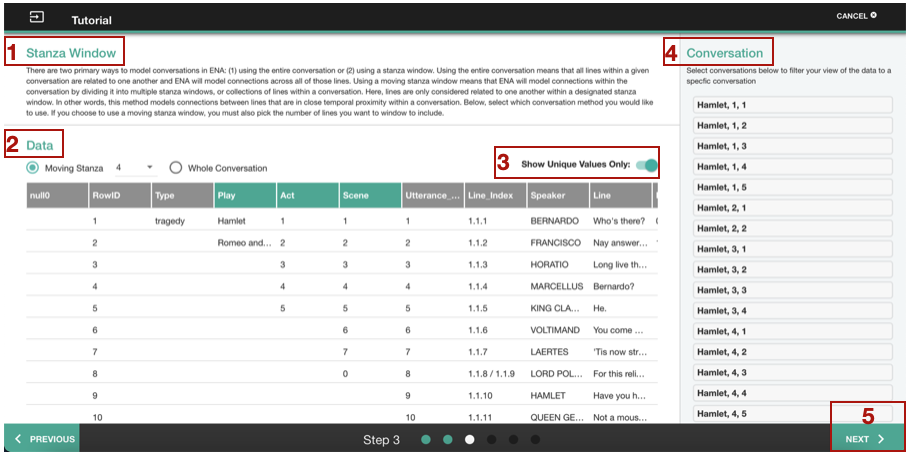 Tutorial
CANCEL
1 Stanza Window
There are two primary ways to model conversations in ENA: (1) using the entire conversation or (2) using a stanza window. Using the entire conversation means that all lines within a given
conversation are related to one another and ENA will model connections across all of those lines. Using a moving stanza window means that ENA will model connections within the
conversation by dividing it into multiple stanza windows, or collections of lines within a conversation. Here, lines are only considered related to one another within a designated stanza
window. In other words, this method models connections between lines that are in close temporal proximity within a conversation. Below, select which conversation method you would like
to use. If you choose to use a moving stanza window, you must also pick the number of lines you want to window to include.
2 Data
Moving Stanza 4 Whole Conversation
3 Show Unique Values Only:
null0 RowID Type Play Act Scene Utterance_... Line_Index Speaker Line
1 tragedy Hamlet 1 1 1 1.1.1 BERNARDO Who's there?
2 Romeo and... 2 2 2 1.1.2 FRANCISCO Nay answer...
3 3 3 3 1.1.3 HORATIO Long live th...
4 4 4 4 1.1.4 MARCELLUS Bernardo?
5 5 5 5 1.1.5 KING CLA... He.
6 6 6 1.1.6 VOLTIMAND You come ...
7 7 7 1.1.7 LAERTES 'Tis now str...
8 0 8 1.1.8 / 1.1.9 LORD POL... For this reli...
9 9 1.1.10 HAMLET Have you h...
10 10 1.1.11 QUEEN GE... Not a mous...
4 Conversation
Select conversations below to filter your view of the data to a
specfic conversation
Hamlet, 1, 1
Hamlet, 1, 2
Hamlet, 1, 3
Hamlet, 1, 4
Hamlet, 1, 5
Hamlet, 2, 1
Hamlet, 2, 2
Hamlet, 3, 1
Hamlet, 3, 2
Hamlet, 3, 3
Hamlet, 3, 4
Hamlet, 4, 1
Hamlet, 4, 2
Hamlet, 4, 3
Hamlet, 4, 4
Hamlet, 4, 5
PREVIOUS
Step 3
5
NEXT